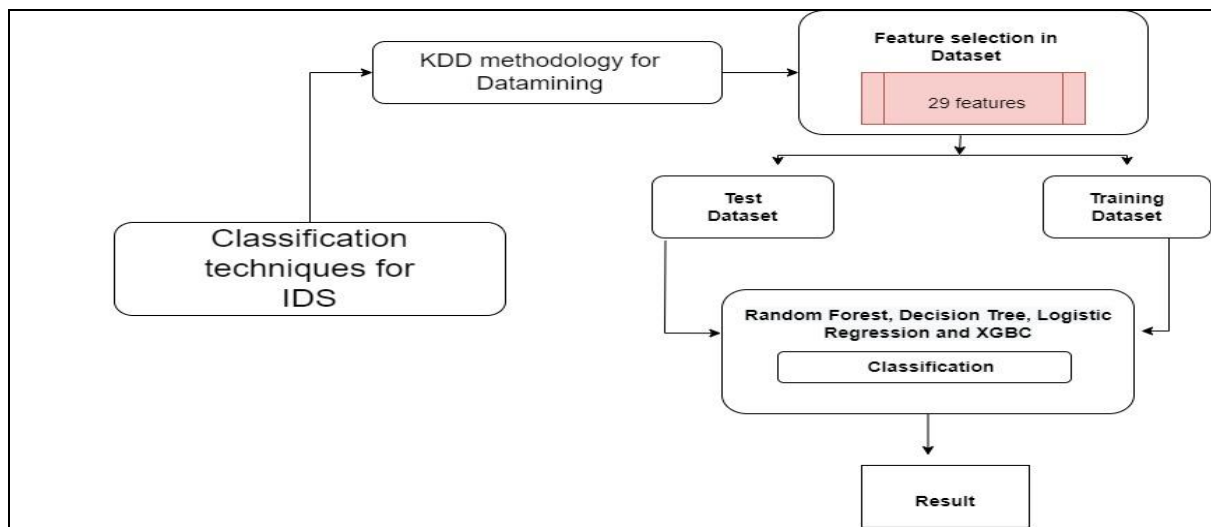 KDD methodology for
Datamining
Feature selection in
Dataset
29 features
Test
Dataset
Training
Dataset
Classification
techniques for
IDS
Random Forest, Decision Tree, Logistic
Regression and XGBC
Classification
Result